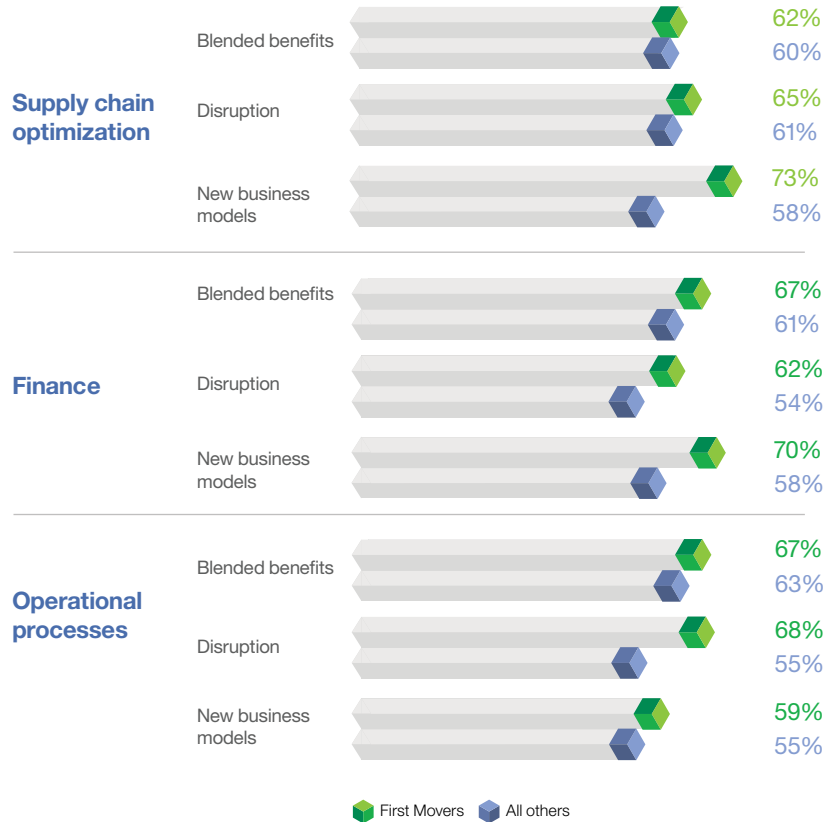 Supply chain
optimization
Blended benefits
62%
60%
Disruption
65%
61%
New business
models
73%
58%
Finance
Blended benefits
67%
61%
Disruption
62%
54%
New business
models
70%
58%
Operational
processes
Blended benefits
67%
63%
Disruption
68%
55%
New business
models
59%
55%
First Movers
All others